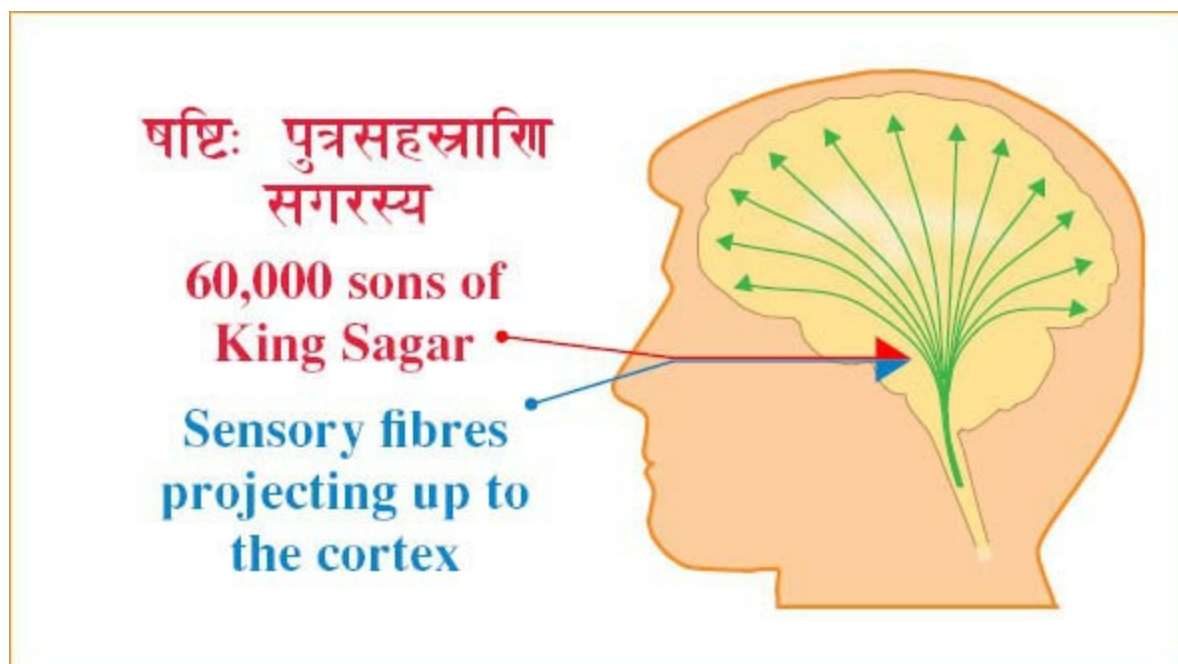 षष्टिः पुत्रसहस्राणि
सगरस्य
60,000 sons of
King Sagar
Sensory fibres
projecting up to
the cortex